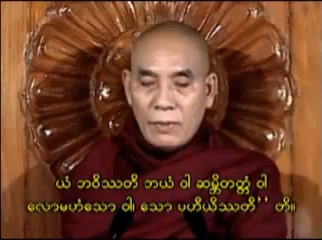 ယံ ဘဝိဿတိ ဘယံ ဝါ ဆမ္ဘိတတ္တံ ဝါ
လောမဟံသော ဝါ၊ သော ပဟီယိဿတီ'' တိ။